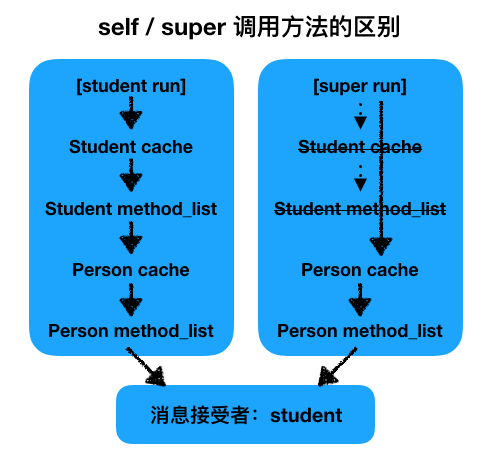 self / super 调用方法的区别
[student run]
Student cache
Student method_list
Person cache
Person method_list
[super run]
Student cache
Student method_list
Person cache
Person method_list
消息接受者：student